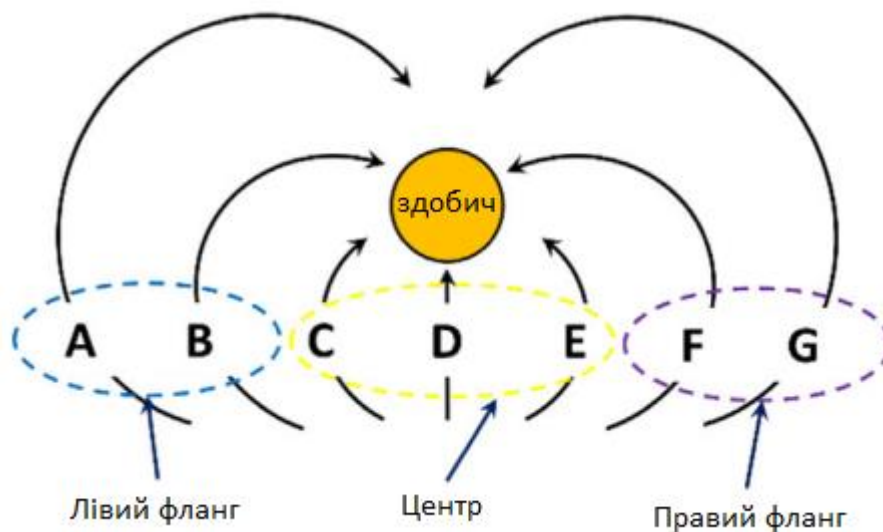 здобич
A B C D E F G
Лівий фланг
Центр
Правий фланг